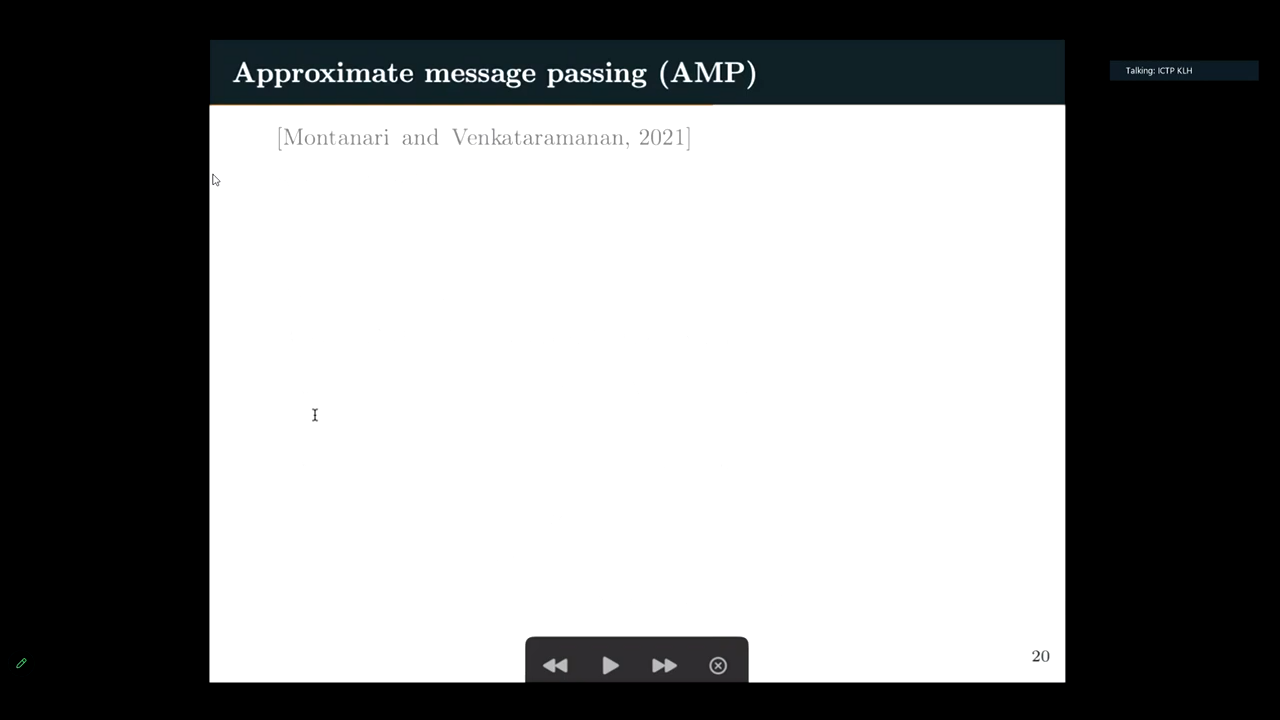 Approximate message passing (AMP)
Talking: ICTP KLH
[Montanari and Venkataramanan, 2021]
20